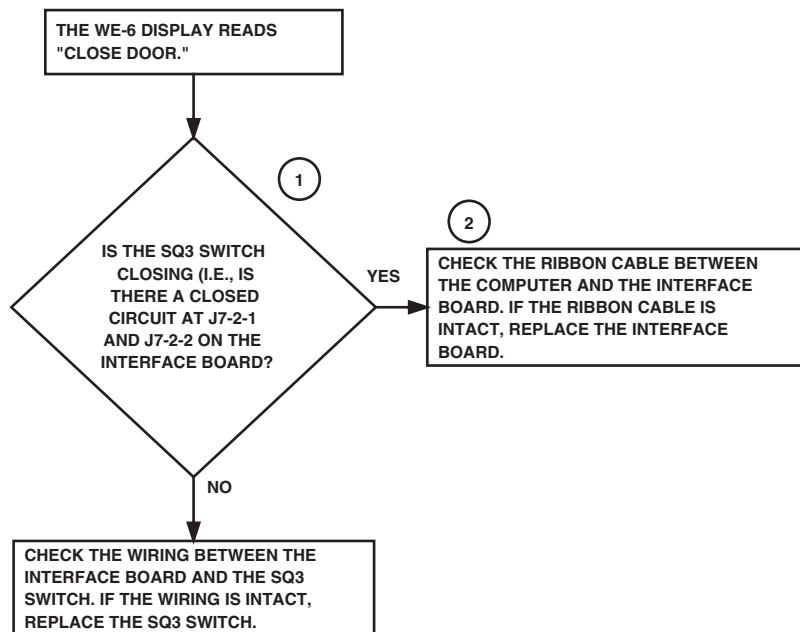 THE WE-6 DISPLAY READS
"CLOSE DOOR."
1
IS THE SQ3 SWITCH
CLOSING (I.E., IS
THERE A CLOSED
CIRCUIT AT J7-2-1
AND J7-2-2 ON THE
INTERFACE BOARD?
YES
2
CHECK THE RIBBON CABLE BETWEEN
THE COMPUTER AND THE INTERFACE
BOARD. IF THE RIBBON CABLE IS
INTACT, REPLACE THE INTERFACE
BOARD.
NO
CHECK THE WIRING BETWEEN THE
INTERFACE BOARD AND THE SQ3
SWITCH. IF THE WIRING IS INTACT,
REPLACE THE SQ3 SWITCH.